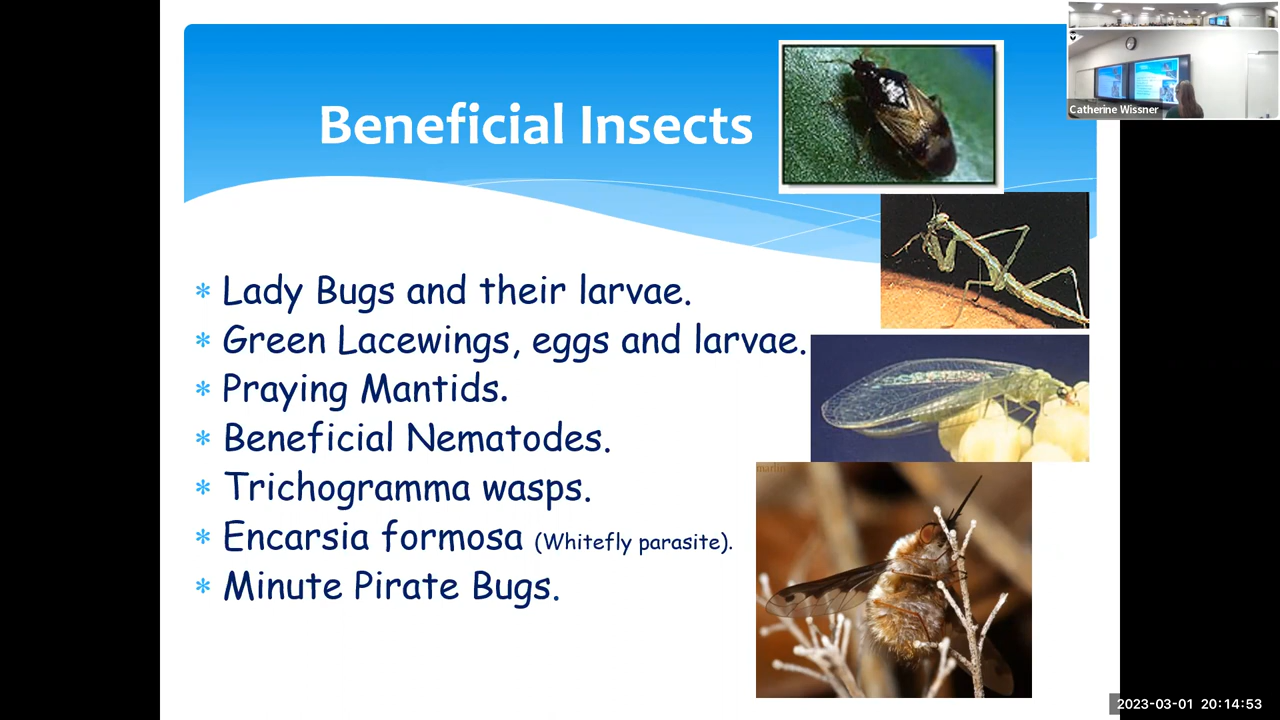 Beneficial Insects
* Lady Bugs and their larvae.
* Green Lacewings, eggs and larvae.
* Praying Mantids.
* Beneficial Nematodes.
* Trichogramma wasps.
* Encarsia formosa (Whitefly parasite).
* Minute Pirate Bugs.
Catherine Wissner
2023-03-01 20:14:53